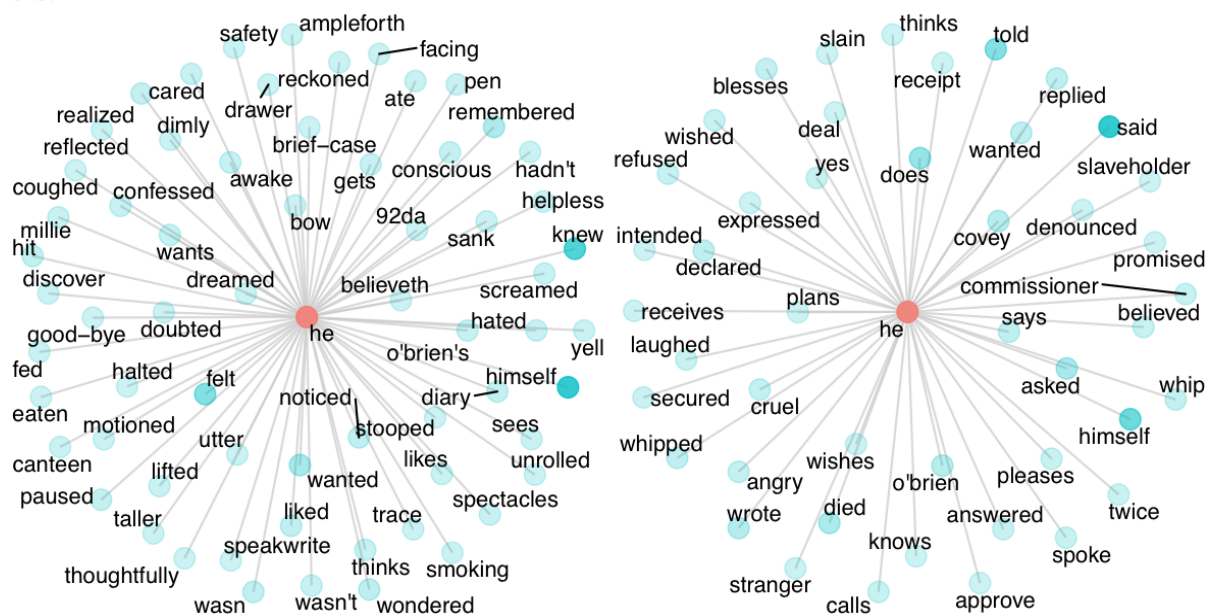 ampleforth
safety
facing
reckoned
cared
drawer
ate
pen
remembered
realized
dimly
brief-case
reflected
conscious
hadn't
coughed
confessed
awake
gets
helpless
millie
bow
92da
sank
knew
hit
wants
discover
dreamed
believeth
screamed
good-bye
doubted
he
hated
yell
fed
halted
felt
o'brien's
himself
eaten
noticed
diary
motioned
utter
stooped
sees
canteen
lifted
likes
unrolled
paused
wanted
spectacles
taller
liked
trace
speakwrite
thoughtfully
thinks
smoking
wasn
wasn't
wondered
thinks
slain
told
receipt
blesses
replied
deal
said
wished
wanted
refused
yes
does
slaveholder
expressed
denounced
intended
covey
promised
declared
commissioner
plans
receives
he
says
believed
laughed
asked
whip
secured
cruel
himself
whipped
wishes
angry
o'brien
pleases
wrote
died
answered
twice
knows
spoke
stranger
calls
approve